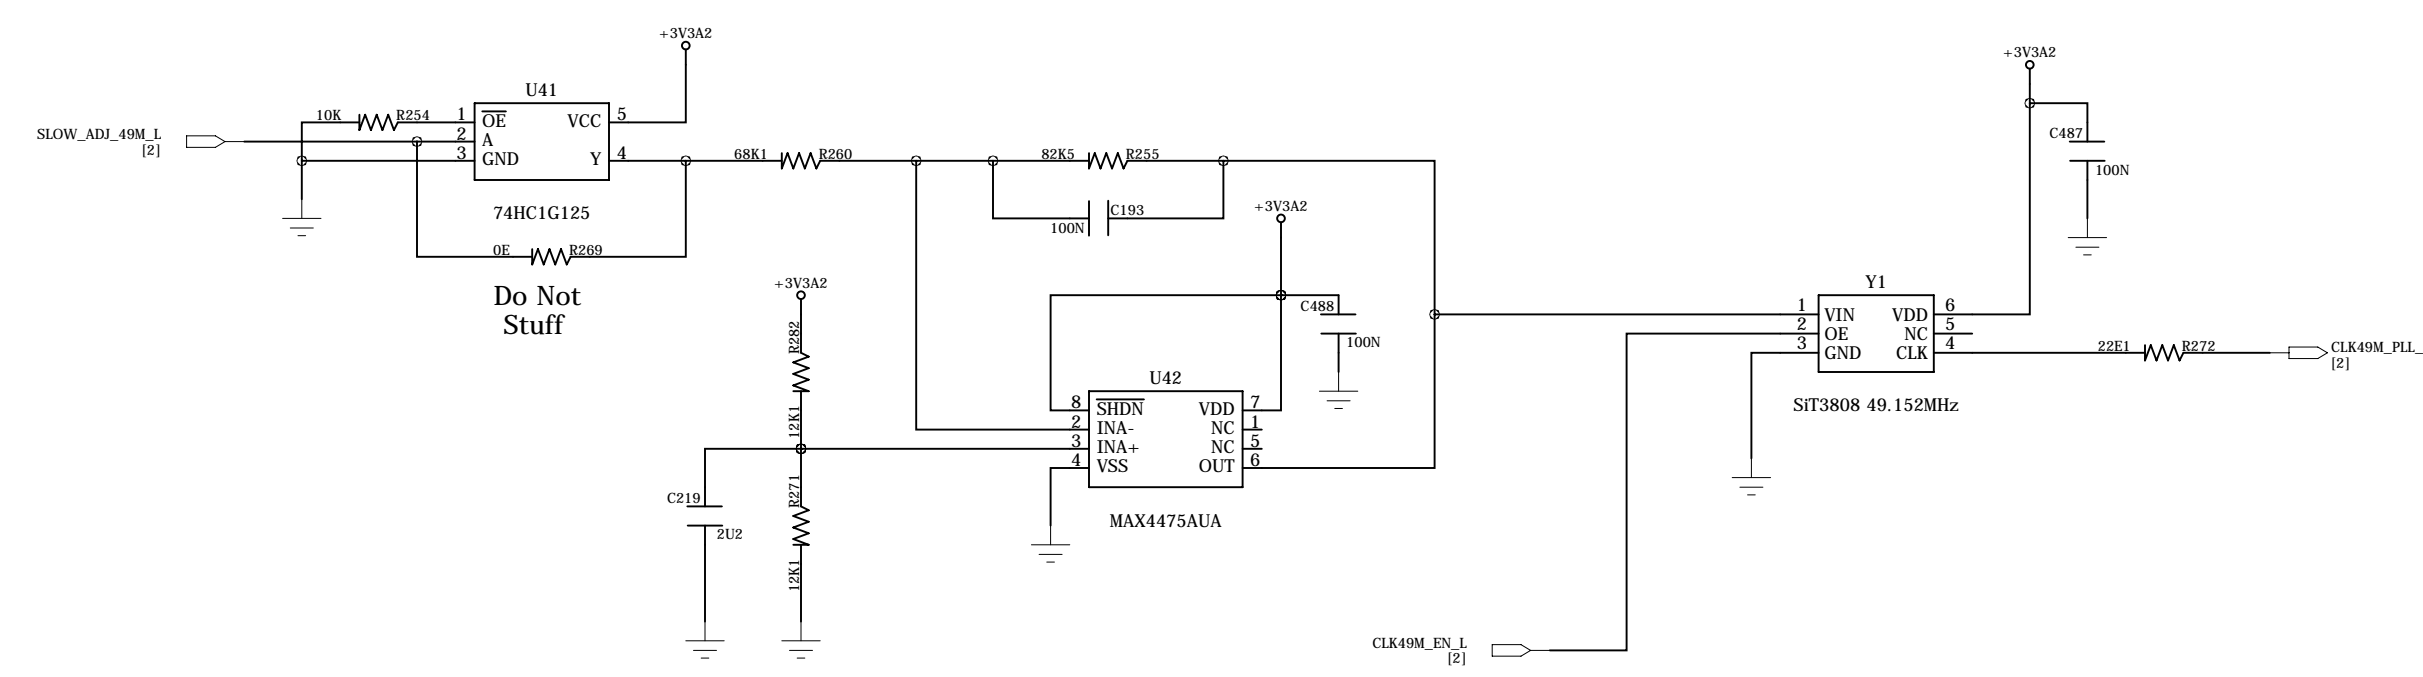 +3V3A2
U41
10K
R254
1
OE
VCC
5
SLOW_ADJ_49M_L
[2]
2
A
3
GND
Y
4
74HC1G125
0E
R269
Do Not
Stuff
68K1
R260
82K5
R255
100N
C193
+3V3A2
+3V3A2
R282
12K1
C219
2U2
R271
12K1
C488
100N
U42
8
SHDN
VDD
7
2
INA-
NC
1
3
INA+
NC
5
4
VSS
OUT
6
MAX4475AUA
+3V3A2
C487
100N
Y1
1
VIN
VDD
6
2
OE
NC
5
3
GND
CLK
4
SiT3808 49.152MHz
22E1
R272
CLK49M_PLL_
[2]
CLK49M_EN_L
[2]